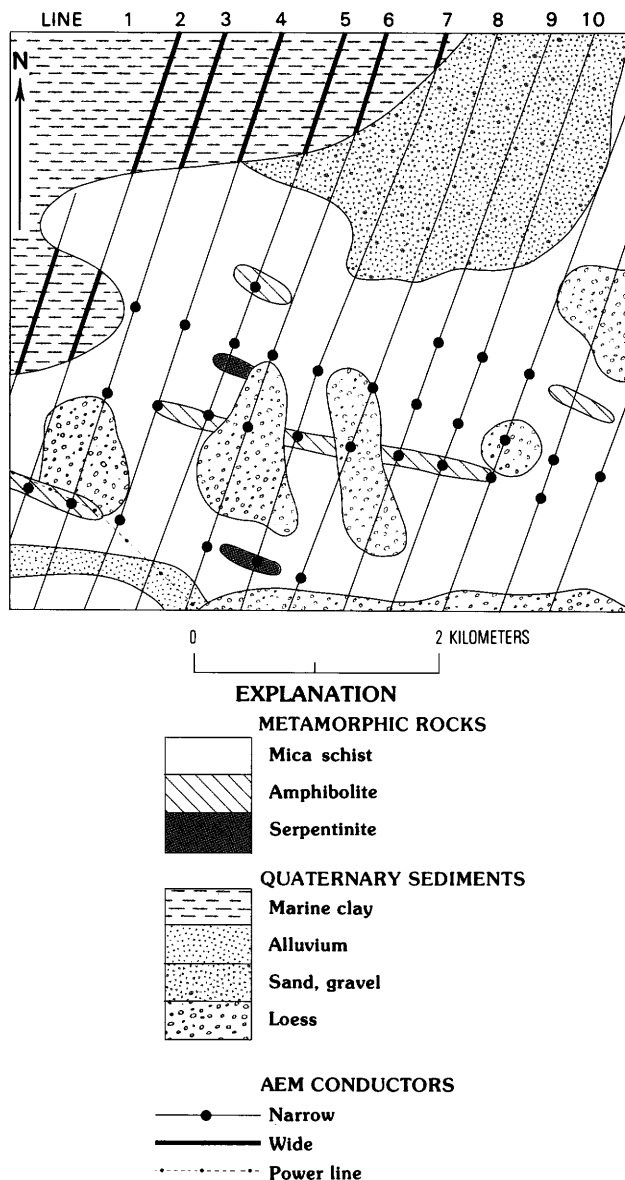 LINE 1 2 3 4 5 6 7 8 9 10
N
0 2 KILOMETERS
EXPLANATION
METAMORPHIC ROCKS
Mica schist
Amphibolite
Serpentinite
QUATERNARY SEDIMENTS
Marine clay
Alluvium
Sand, gravel
Loess
AEM CONDUCTORS
Narrow
Wide
Power line